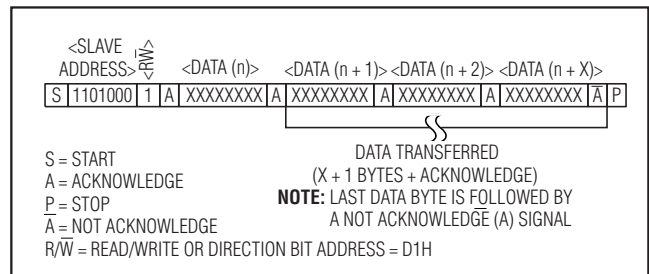 <SLAVE
ADDRESS> <RW̅>
<DATA (n)> <DATA (n + 1)> <DATA (n + 2)> <DATA (n + X)>
S 1101000 1 A XXXXXXXX A XXXXXXXX A XXXXXXXX A XXXXXXXX A̅ P
S = START
A = ACKNOWLEDGE
P = STOP
A̅ = NOT ACKNOWLEDGE
R/W̅ = READ/WRITE OR DIRECTION BIT ADDRESS = D1H
DATA TRANSFERRED
(X + 1 BYTES + ACKNOWLEDGE)
NOTE: LAST DATA BYTE IS FOLLOWED BY
A NOT ACKNOWLEDGE (A̅) SIGNAL